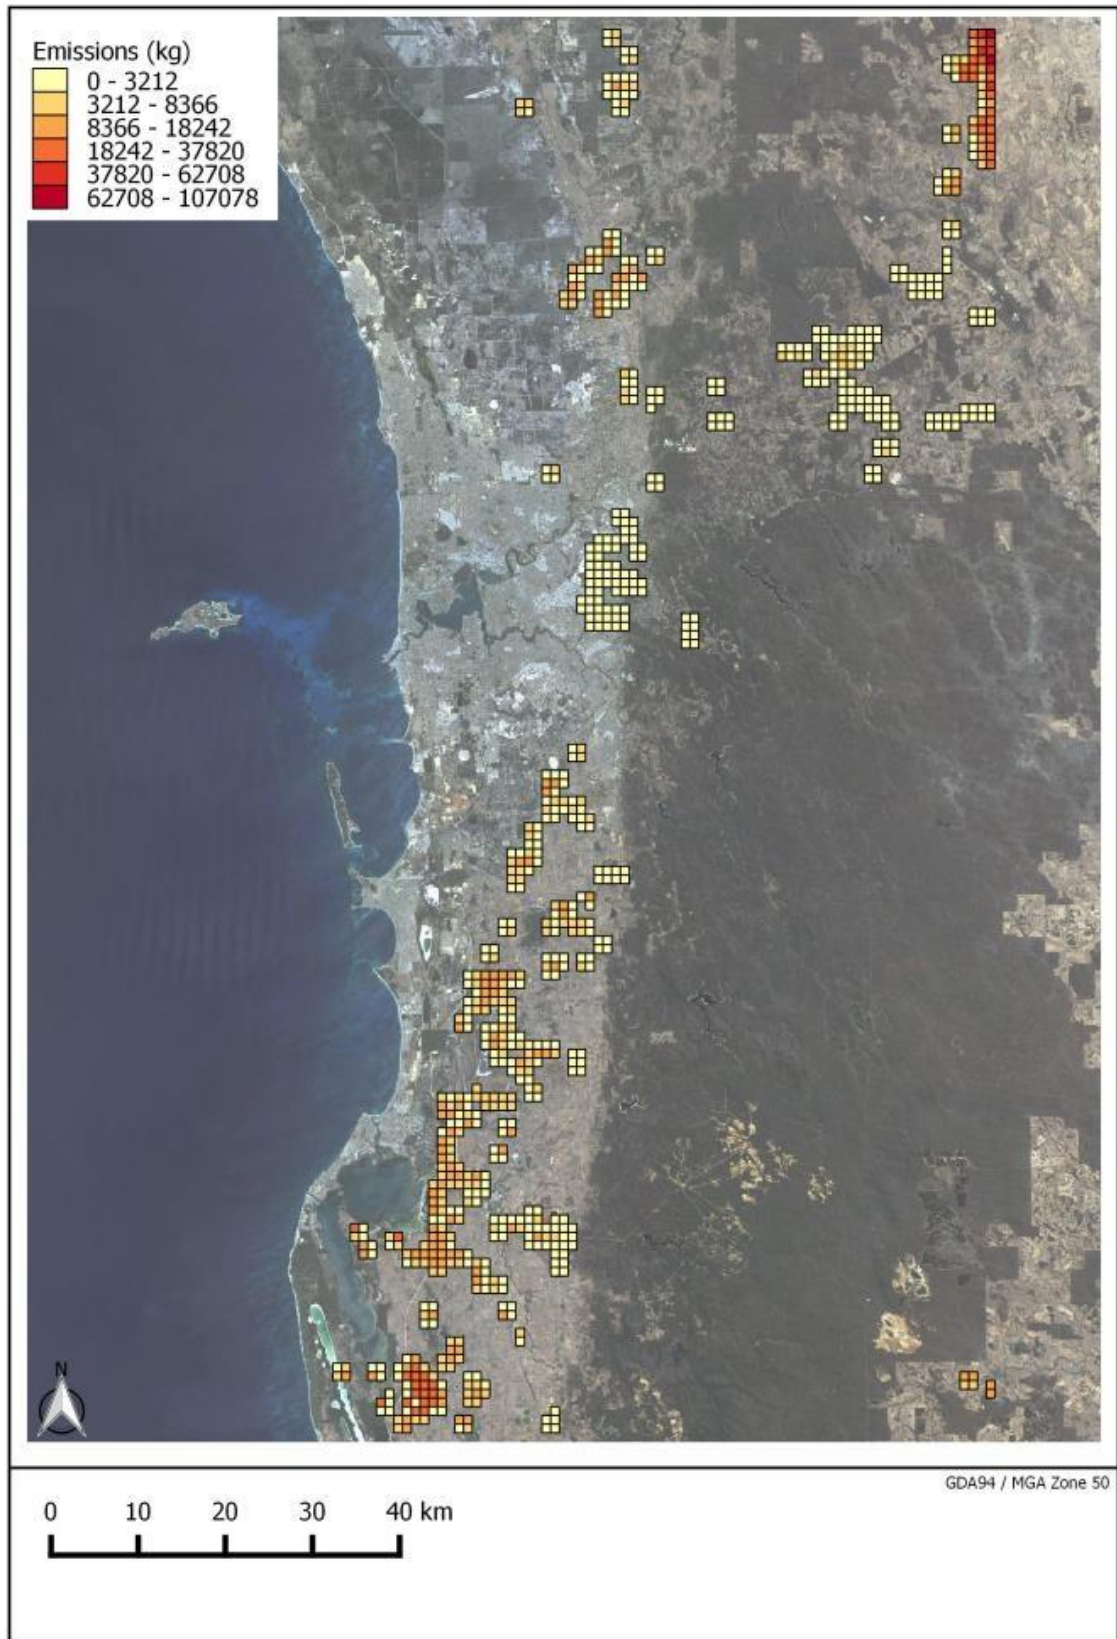 Emissions (kg)
0 - 3212
3212 - 8366
8366 - 18242
18242 - 37820
37820 - 62708
62708 - 107078
N
GDA94 / MGA Zone 50
0 10 20 30 40 km